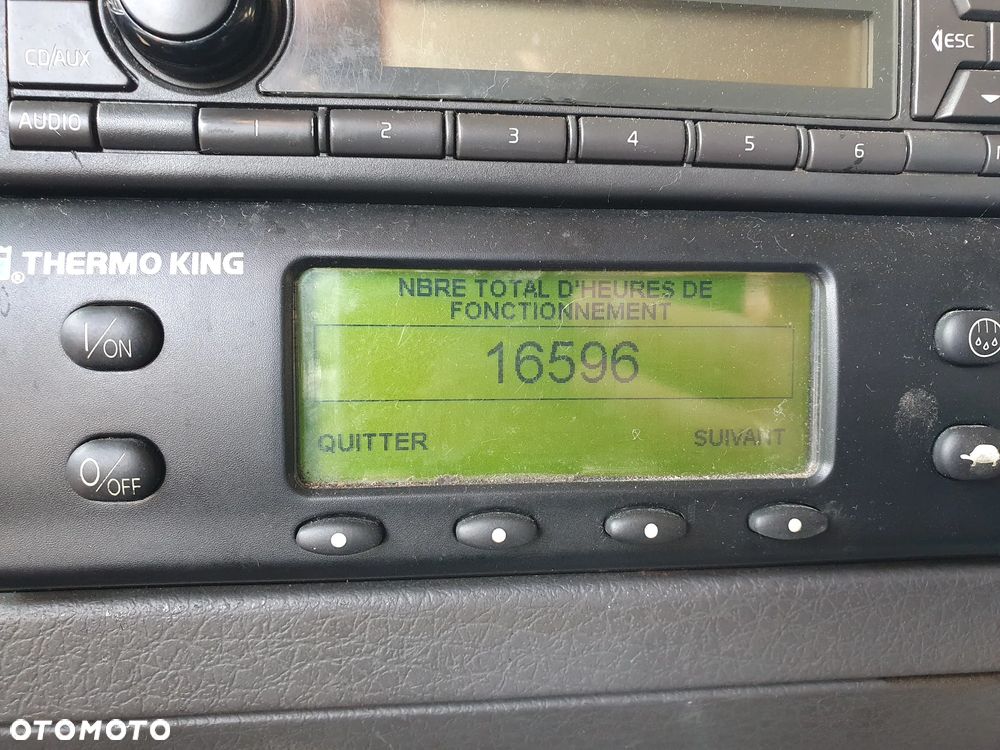 CD/AUX
ESC
AUDIO
1
2
3
4
5
6
THERMO KING
®
NBRE TOTAL D'HEURES DE
FONCTIONNEMENT
16596
QUITTER
SUIVANT
I/ON
O/OFF
OTOMOTO